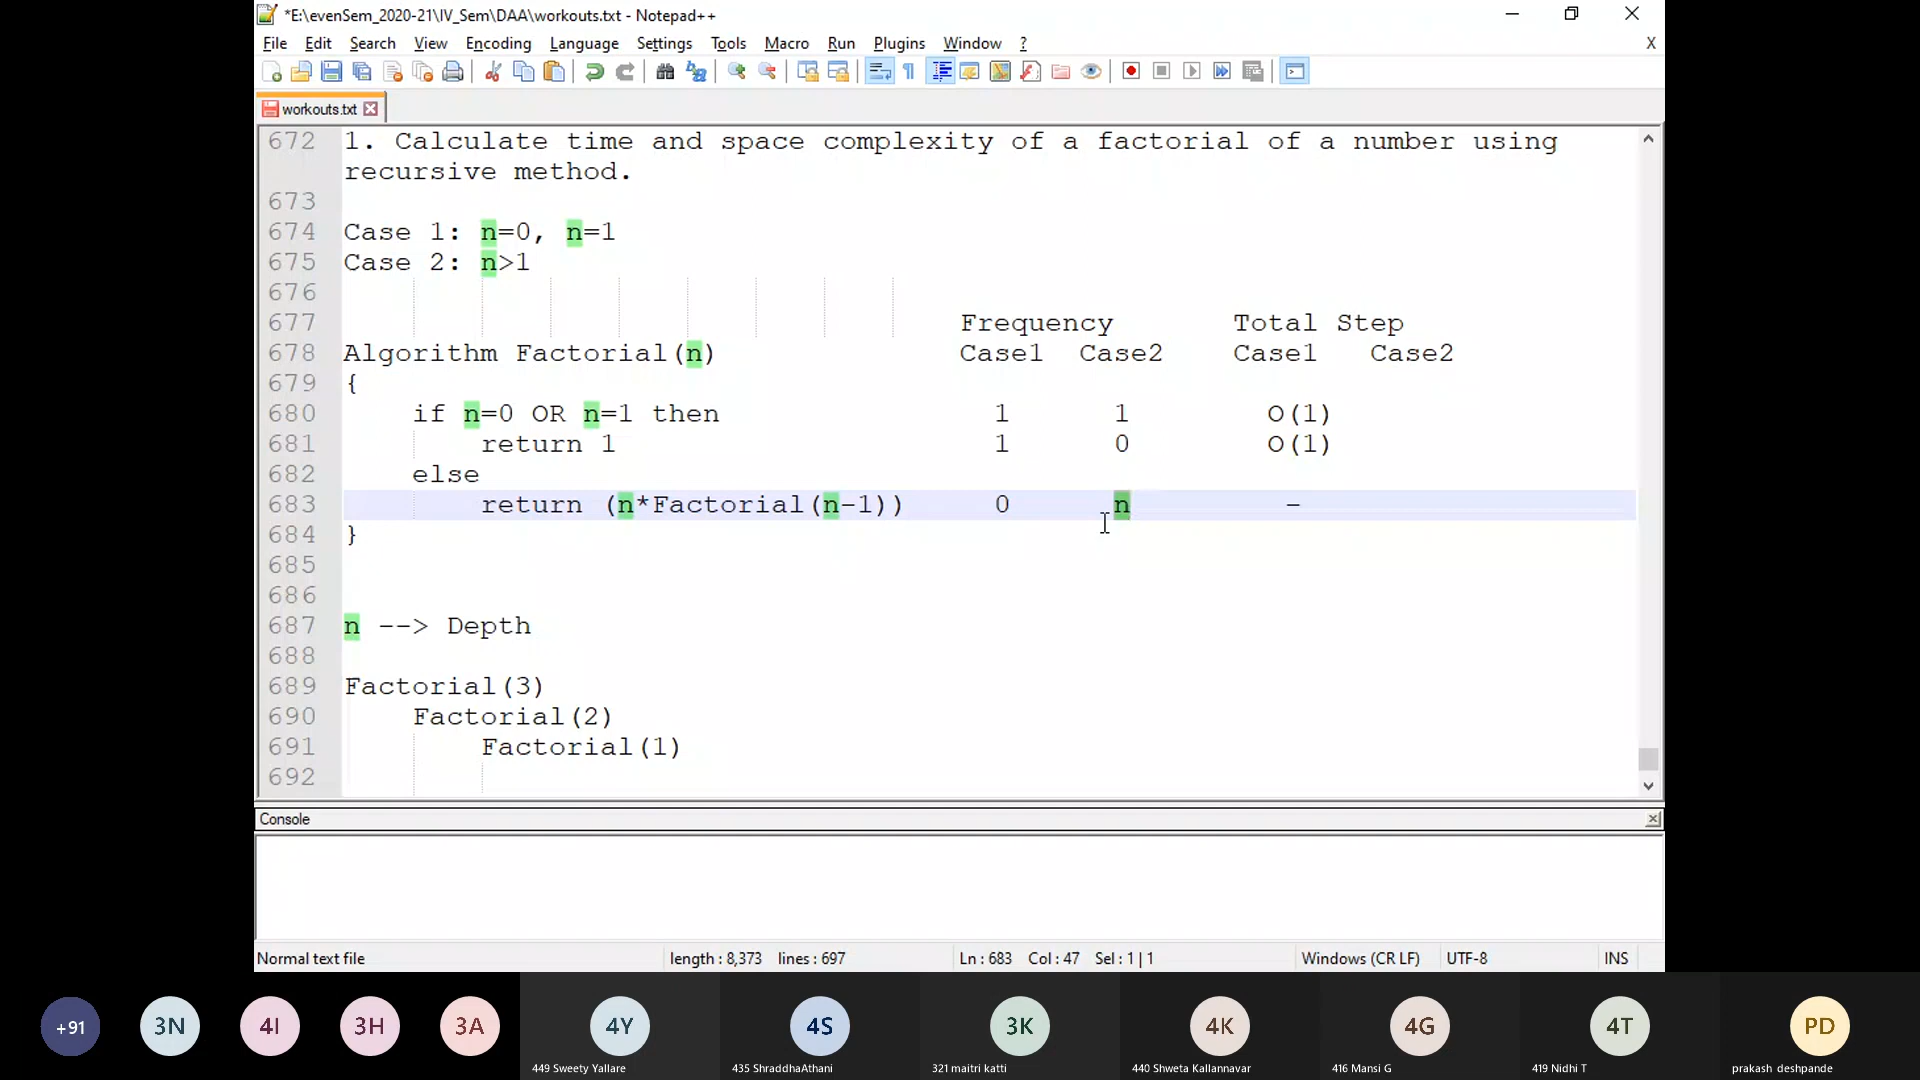 *E:\evenSem_2020-21\IV_Sem\DAA\workouts.txt - Notepad++
File Edit Search View Encoding Language Settings Tools Macro Run Plugins Window ? X
workouts.txt
672 1. Calculate time and space complexity of a factorial of a number using
recursive method.
673
674 Case 1: n=0, n=1
675 Case 2: n>1
676
677 Frequency Total Step
678 Algorithm Factorial(n) Case1 Case2 Case1 Case2
679 {
680 if n=0 OR n=1 then 1 1 O(1)
681 return 1 1 0 O(1)
682 else
683 return (n*Factorial(n-1)) 0 n -
684 }
685
686
687 n --> Depth
688
689 Factorial(3)
690 Factorial(2)
691 Factorial(1)
692
Console
Normal text file length : 8,373 lines : 697 Ln : 683 Col : 47 Sel : 1 | 1 Windows (CR LF) UTF-8 INS
+91 3N 4I 3H 3A 4Y 4S 3K 4K 4G 4T PD
449 Sweety Yallare 435 ShraddhaAthani 321 maitri katti 440 Shweta Kallannavar 416 Mansi G 419 Nidhi T prakash deshpande